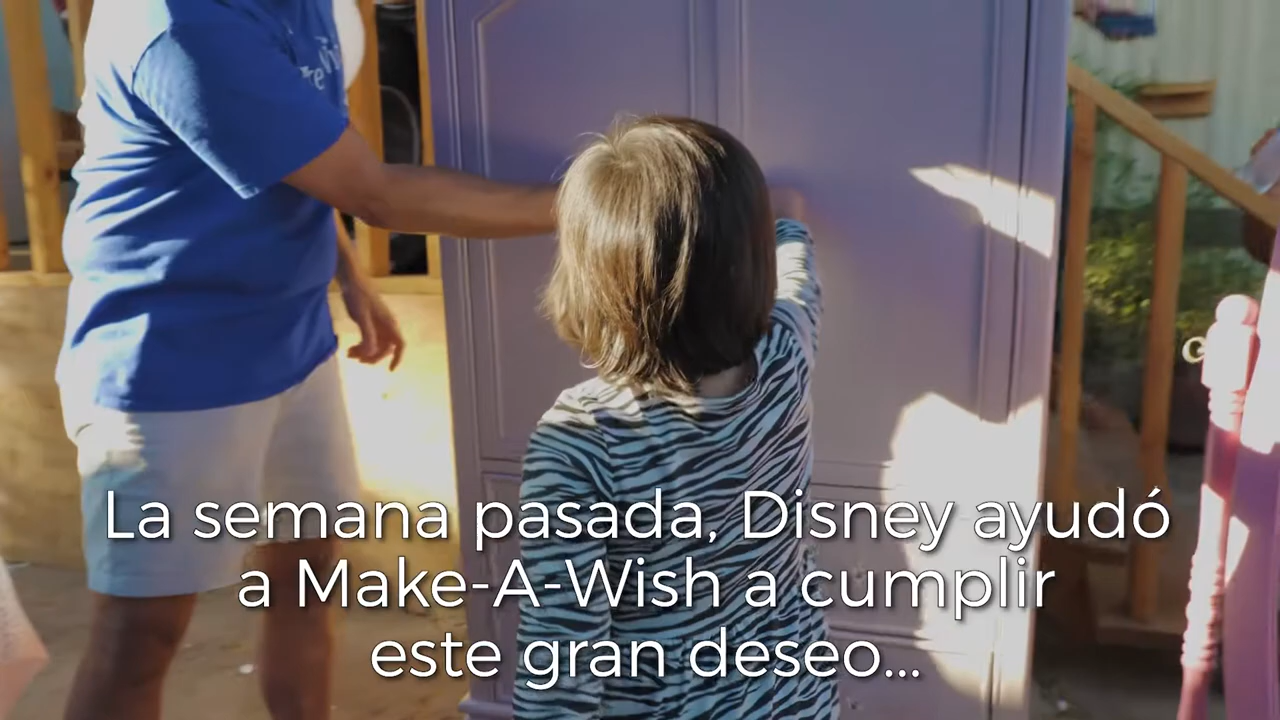 La semana pasada, Disney ayudó
a Make-A-Wish a cumplir
este gran deseo...